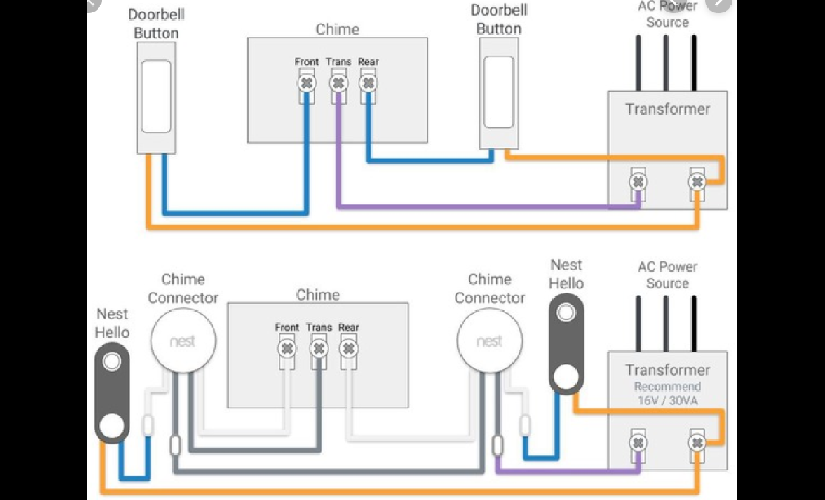 Doorbell
Button
Chime
Front Trans Rear
Doorbell
Button
AC Power
Source
Transformer
Nest
Hello
Chime
Connector
nest
Chime
Front Trans Rear
Chime
Connector
nest
Nest
Hello
AC Power
Source
Transformer
Recommend
16V / 30VA